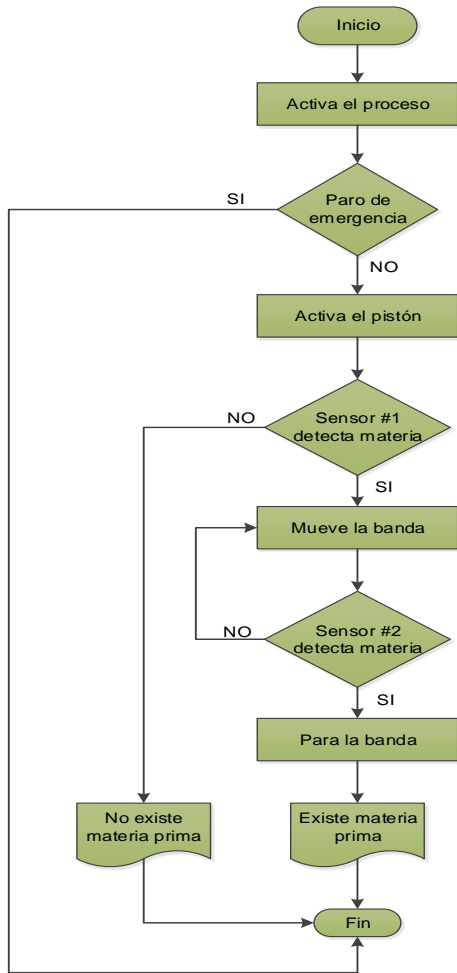 Inicio
Activa el proceso
Paro de
emergencia
SI
NO
Activa el pistón
Sensor #1
detecta materia
NO
SI
Mueve la banda
Sensor #2
detecta materia
NO
SI
Para la banda
No existe
materia prima
Existe materia
prima
Fin